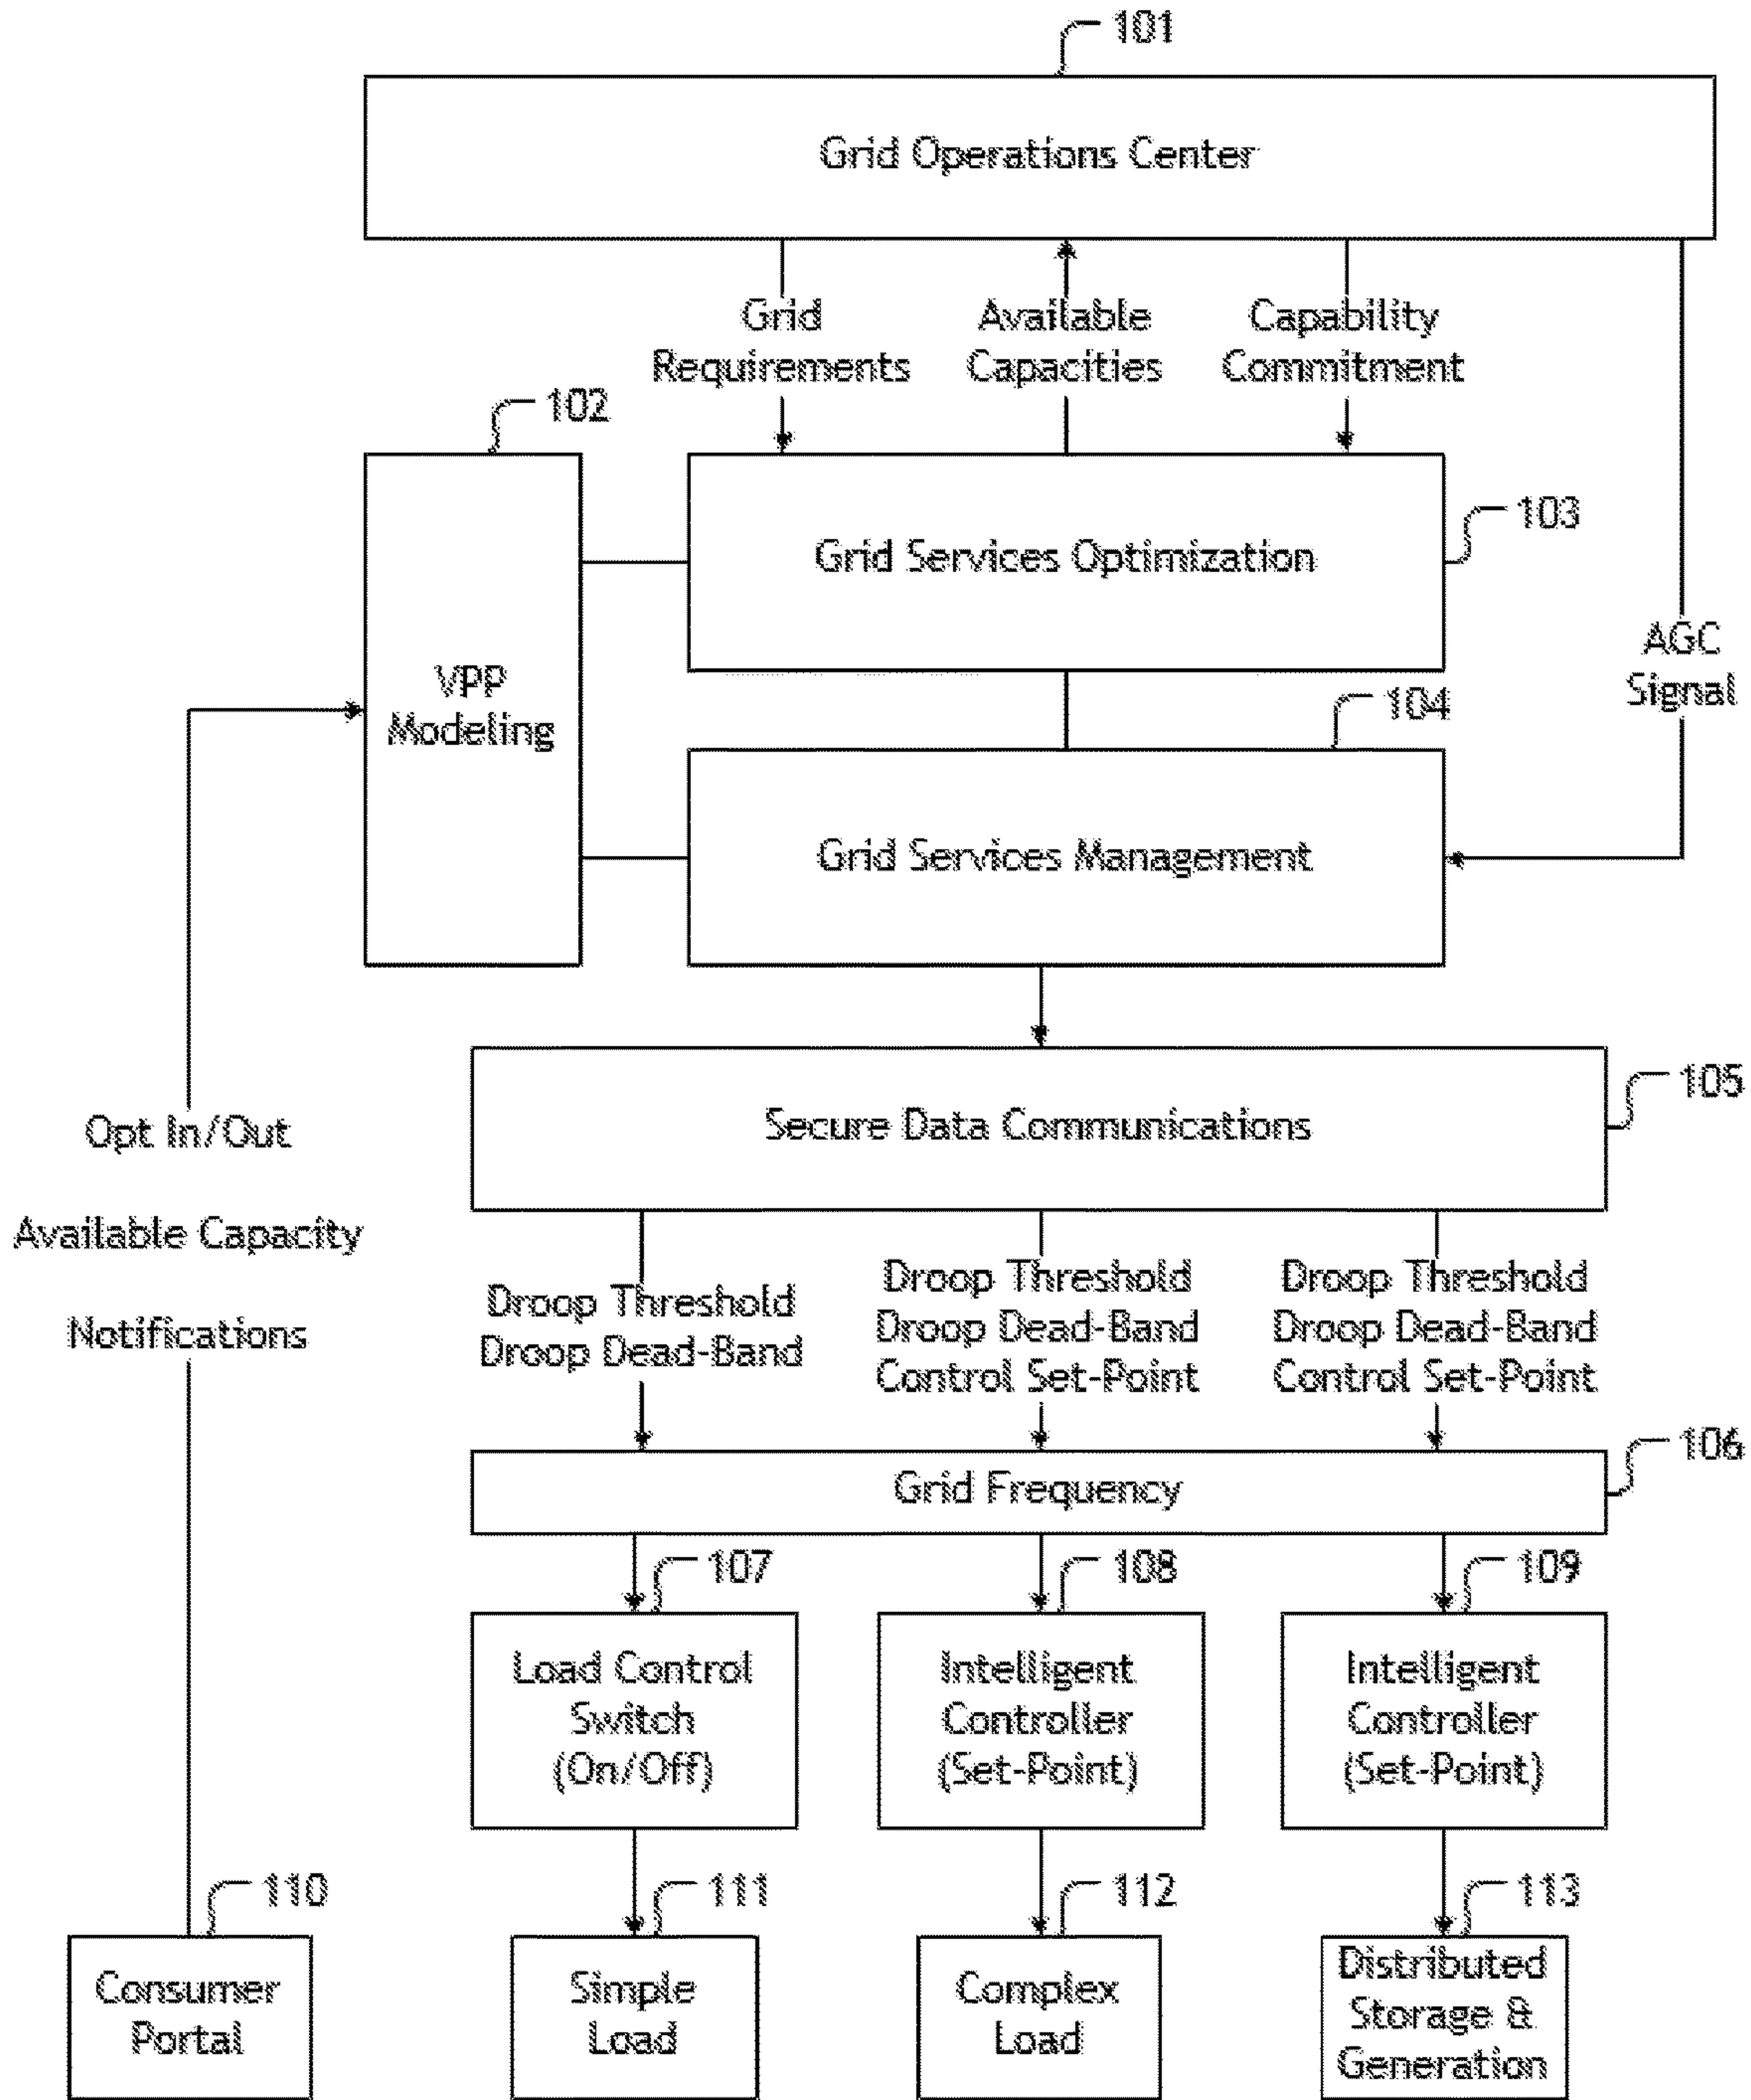 101
Grid Operations Center
Grid
Requirements
Available
Capacities
Capability
Commitment
102
103
Grid Services Optimization
VPP
Modeling
AGC
Signal
104
Grid Services Management
105
Secure Data Communications
Opt In/Out
Available Capacity
Notifications
Droop Threshold
Droop Dead-Band
Droop Threshold
Droop Dead-Band
Control Set-Point
Droop Threshold
Droop Dead-Band
Control Set-Point
106
Grid Frequency
107
108
109
Load Control
Switch
(On/Off)
Intelligent
Controller
(Set-Point)
Intelligent
Controller
(Set-Point)
110
111
112
113
Consumer
Portal
Simple
Load
Complex
Load
Distributed
Storage &
Generation